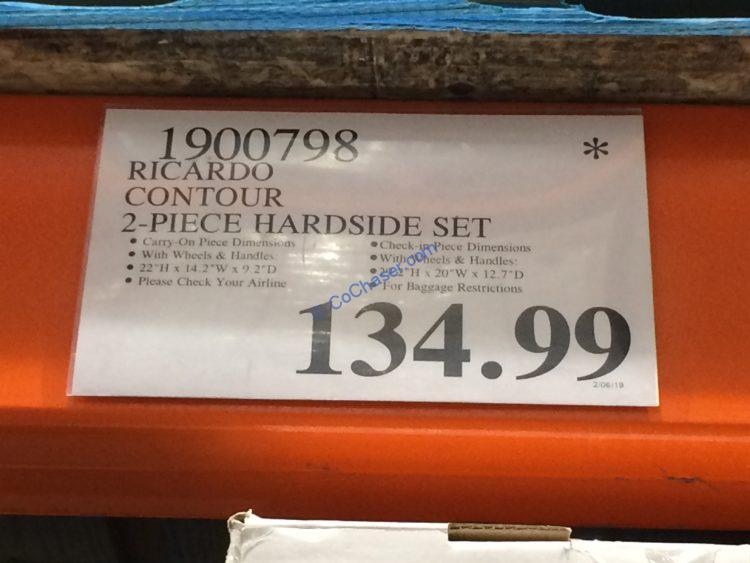 1900798 *
RICARDO
CONTOUR
2-PIECE HARDSIDE SET
• Carry-On Piece Dimensions
• With Wheels & Handles:
• 22"H x 14.2"W x 9.2"D
• Please Check Your Airline
• Check-in Piece Dimensions
• With Wheels & Handles:
"H x 20"W x 12.7"D
For Baggage Restrictions
CoChaser.com
134.99
2/06/19